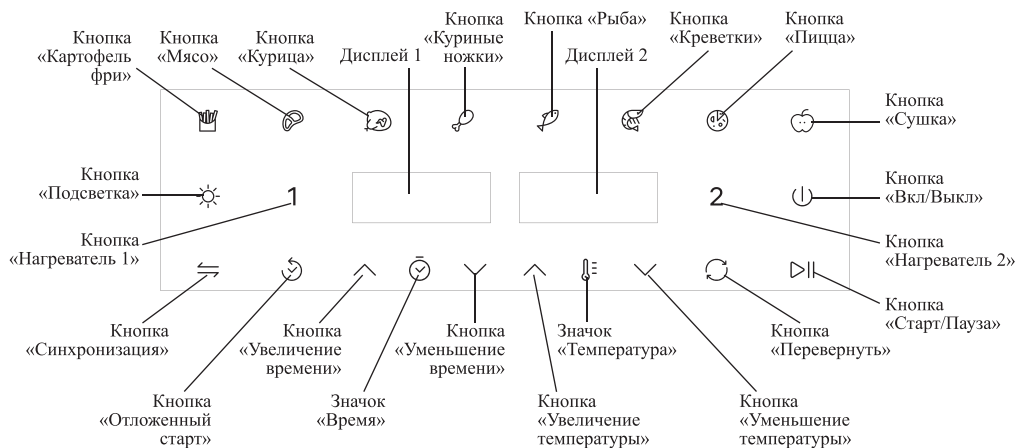 Кнопка
«Картофель
фри»
Кнопка
«Мясо»
Кнопка
«Курица»
Дисплей 1
Кнопка
«Куриные
ножки»
Кнопка «Рыба»
Дисплей 2
Кнопка
«Креветки»
Кнопка
«Пицца»
Кнопка
«Сушка»
Кнопка
«Подсветка»
1
2
Кнопка
«Вкл/Выкл»
Кнопка
«Нагреватель 1»
Кнопка
«Нагреватель 2»
Кнопка
«Старт/Пауза»
Кнопка
«Синхронизация»
Кнопка
«Увеличение
времени»
Кнопка
«Уменьшение
времени»
Значок
«Температура»
Кнопка
«Перевернуть»
Кнопка
«Отложенный
старт»
Значок
«Время»
Кнопка
«Увеличение
температуры»
Кнопка
«Уменьшение
температуры»